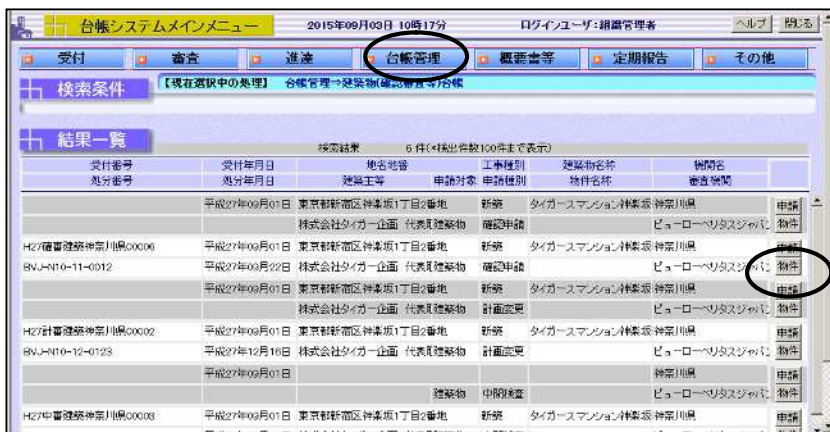 台帳システムメインメニュー 2015年09月03日 10時17分 ログインユーザ:組織管理者 ヘルプ 閉じる
受付 審査 進達 台帳管理 概要書等 定期報告 その他
検索条件 【現在選択中の処理】 台帳管理⇒建築物(確認審査等)台帳
結果一覧 検索結果 6件(*検出件数100件まで表示)
受付番号 受付年月日 地名地番 工事種別 建築物名称 機関名
処分番号 処分年月日 建築主等 申請対象 申請種別 物件名称 審査機関
平成27年09月01日 東京都新宿区神楽坂1丁目2番地 新築 タイガースマンション神楽坂 神奈川県 申請
株式会社タイガー企画 代表 建築物 確認申請 ビューローベリタスジャパン 物件
H27確審建築神奈川県00006 平成27年09月01日 東京都新宿区神楽坂1丁目2番地 新築 タイガースマンション神楽坂 神奈川県 申請
BVJ-N10-11-0012 平成27年09月22日 株式会社タイガー企画 代表 建築物 確認申請 ビューローベリタスジャパン 物件
平成27年09月01日 東京都新宿区神楽坂1丁目2番地 新築 タイガースマンション神楽坂 神奈川県 申請
株式会社タイガー企画 代表 建築物 計画変更 ビューローベリタスジャパン 物件
H27計審建築神奈川県00002 平成27年09月01日 東京都新宿区神楽坂1丁目2番地 新築 タイガースマンション神楽坂 神奈川県 申請
BVJ-N10-12-0123 平成27年12月16日 株式会社タイガー企画 代表 建築物 計画変更 ビューローベリタスジャパン 物件
平成27年09月01日 神奈川県 申請
建築物 中間検査 ビューローベリタスジャパン 物件
H27中審建築神奈川県00003 平成27年09月01日 東京都新宿区神楽坂1丁目2番地 新築 タイガースマンション神楽坂 神奈川県 申請